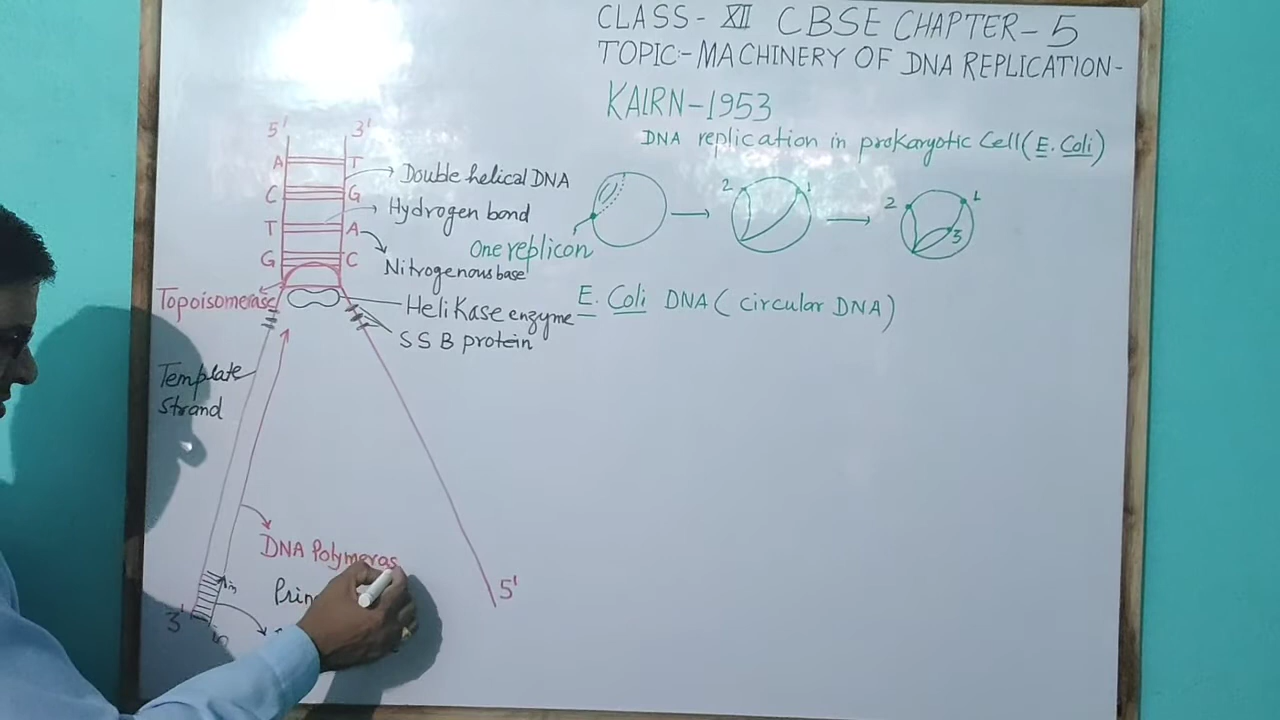 CLASS- XII CBSE CHAPTER- 5
TOPIC:-MACHINERY OF DNA REPLICATION-
KAIRN-1953
DNA replication in prokaryotic Cell(E. Coli)
5' 3'
A T
C G
T A
G C
Double helical DNA
Hydrogen bond
Nitrogenous base
One replicon
2 1
2 1
3
Topoisomerase
HeliKase enzyme
S S B protein
E. Coli DNA ( circular DNA)
Template
Strand
DNA Polymeras
3'
5'